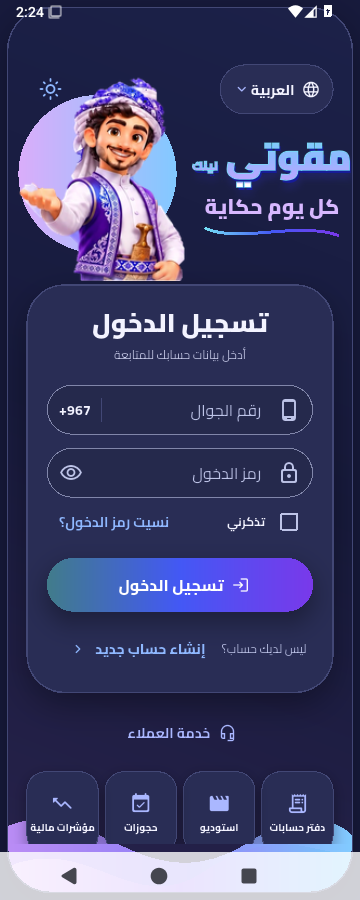 2:24
العربية
مقوتي نيله
كل يوم حكاية
تسجيل الدخول
أدخل بيانات حسابك للمتابعة
رقم الجوال
+967
رمز الدخول
تذكرني
نسيت رمز الدخول؟
تسجيل الدخول
ليس لديك حساب؟ إنشاء حساب جديد
خدمة العملاء
دفتر حسابات
استوديو
حجوزات
مؤشرات مالية